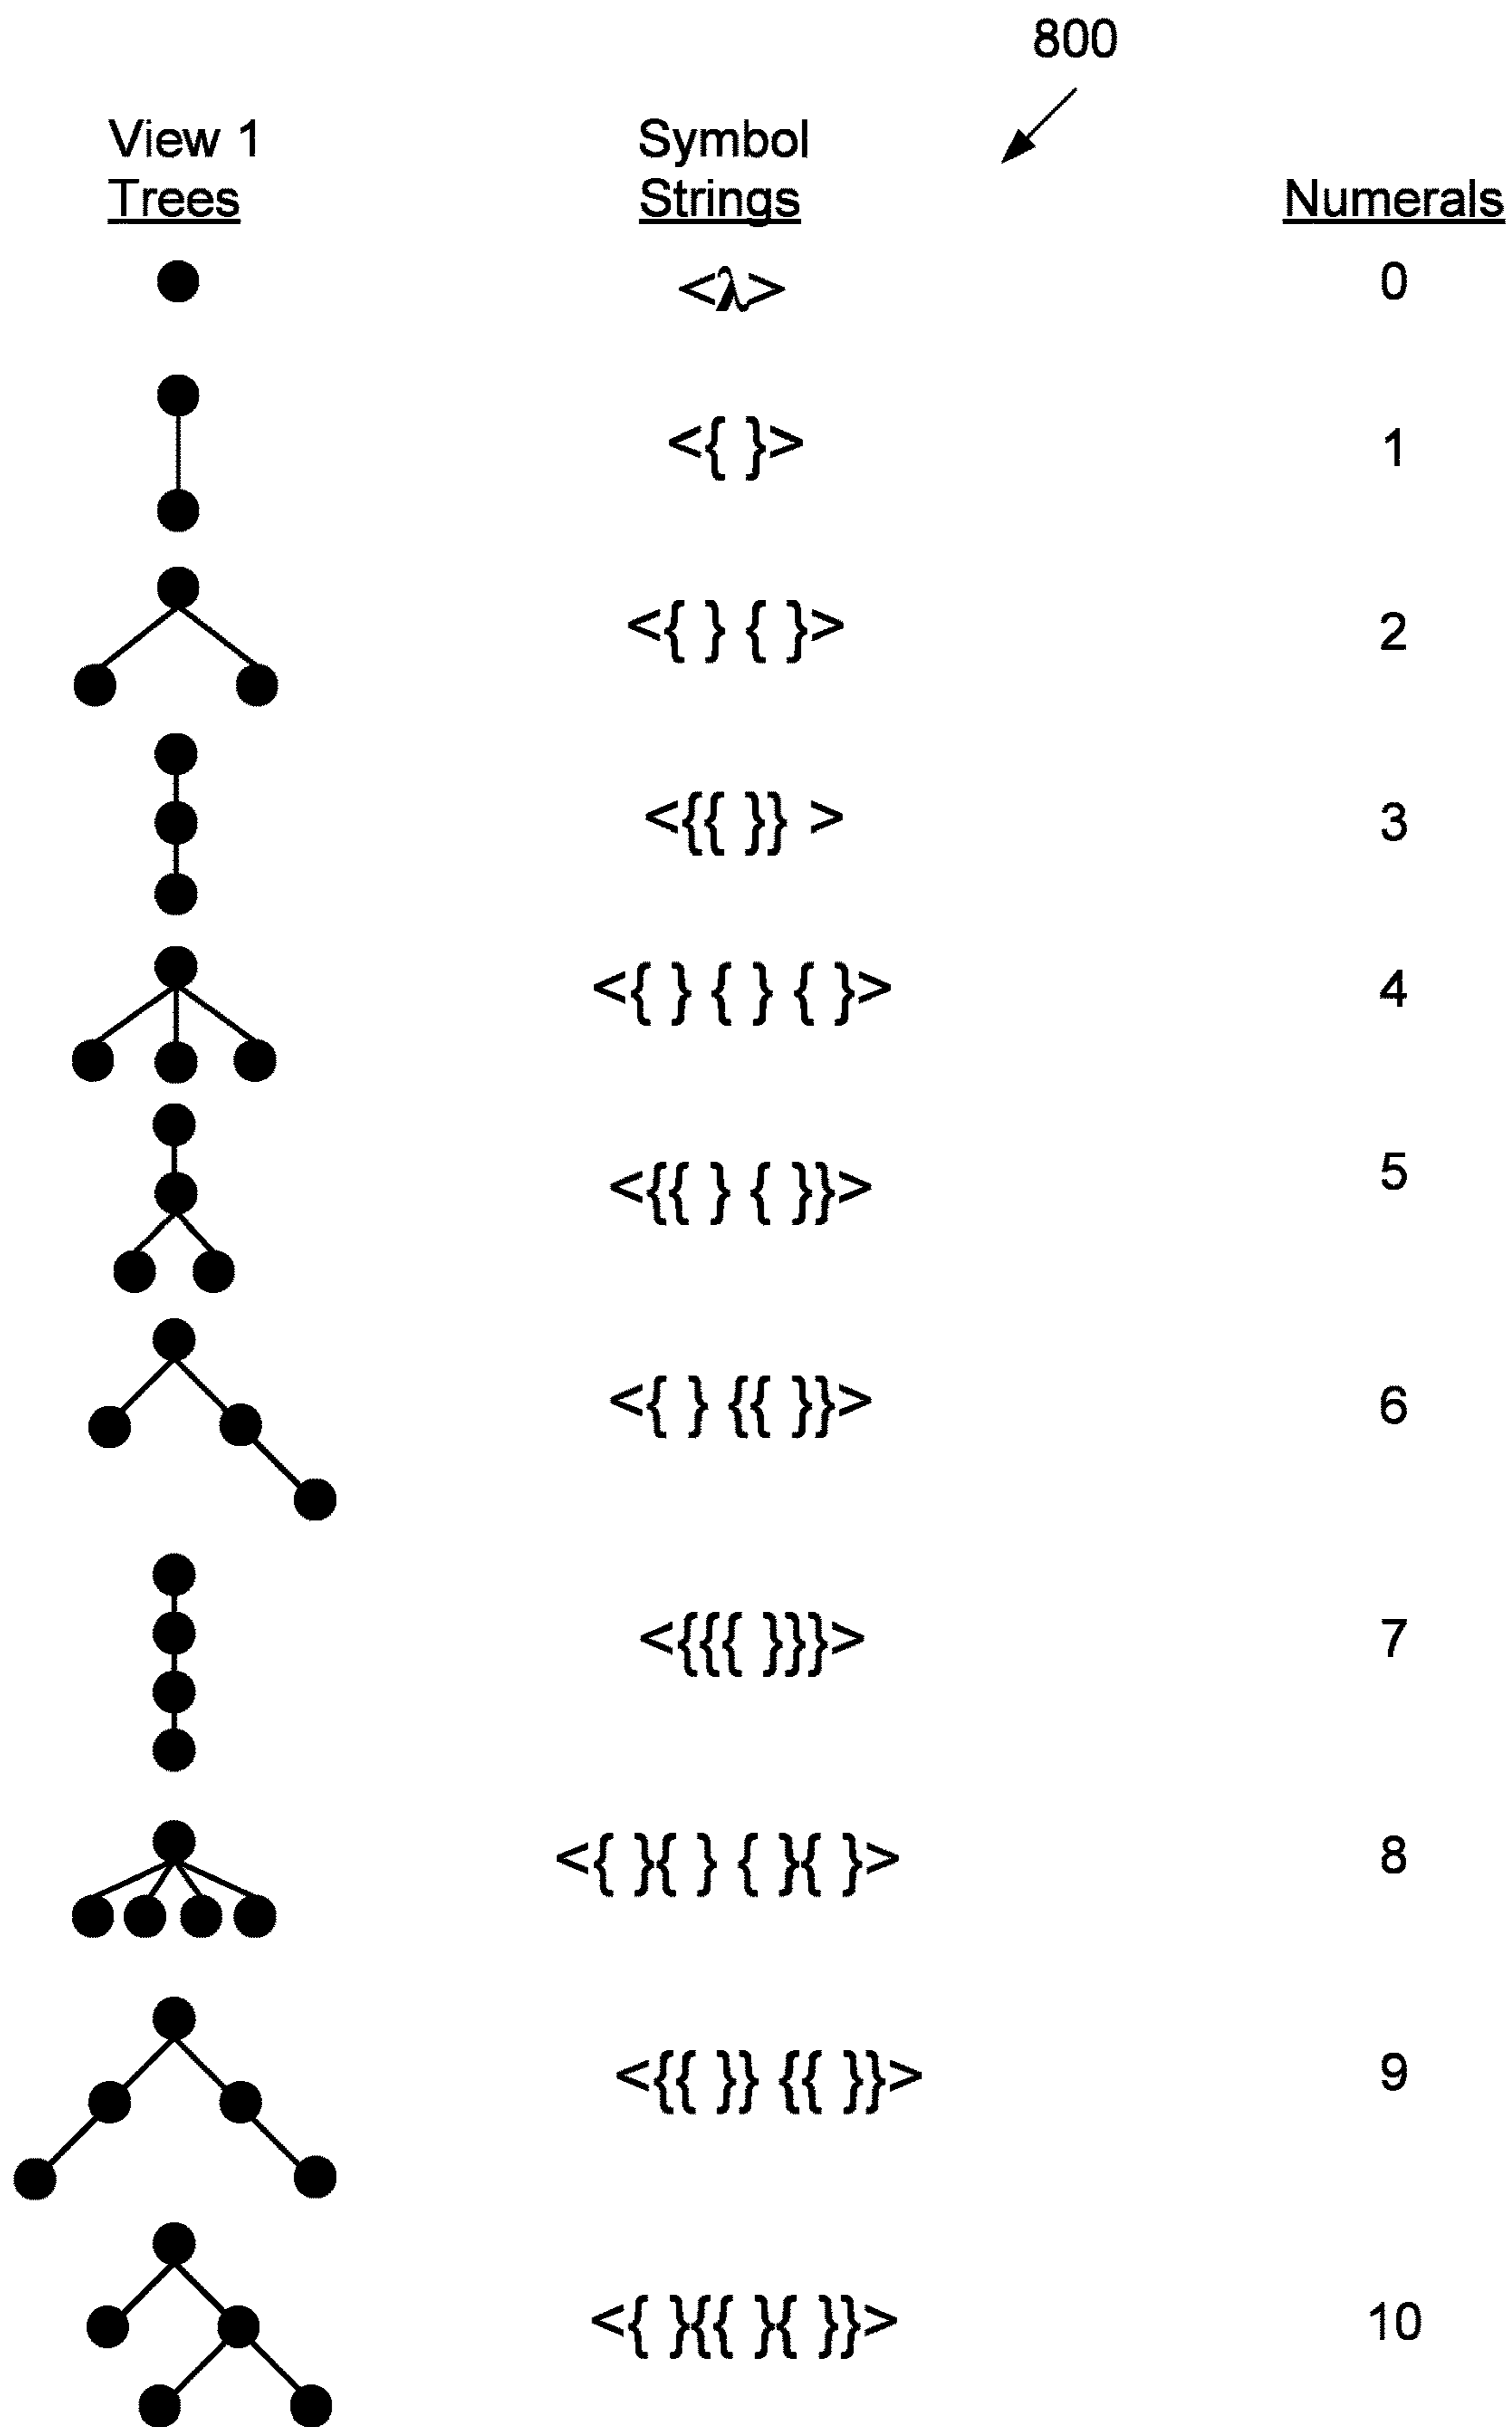 800
View 1 Symbol
Trees Strings Numerals
<λ> 0
<{ }> 1
<{ } { }> 2
<{{ }} > 3
<{ } { } { }> 4
<{{ } { }}> 5
<{ } {{ }}> 6
<{{{ }}}> 7
<{ }{ } { }{ }> 8
<{{ }} {{ }}> 9
<{ }{{ }{ }}> 10